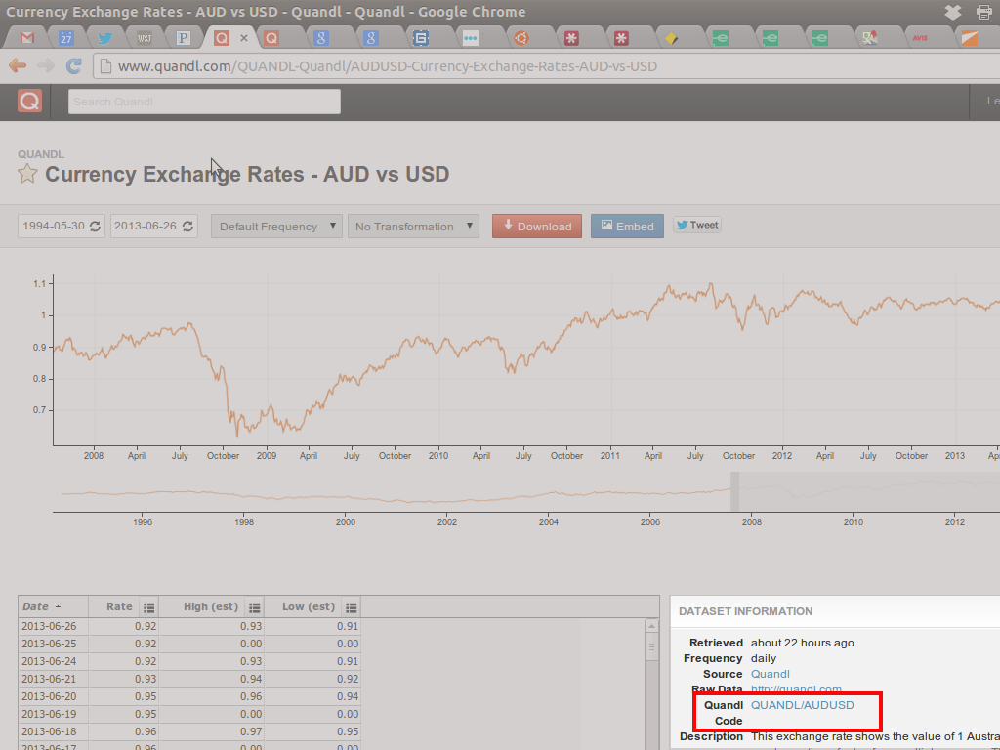 Currency Exchange Rates - AUD vs USD - Quandl - Quandl - Google Chrome
27
WSJ
P
Q
Q
8
8
G
AVIS
www.quandl.com/QUANDL-Quandl/AUDUSD-Currency-Exchange-Rates-AUD-vs-USD
Search Quandl
Le
QUANDL
Currency Exchange Rates - AUD vs USD
1994-05-30
2013-06-26
Default Frequency
No Transformation
Download
Embed
Tweet
1.1
1
0.9
0.8
0.7
2008 April July October 2009 April July October 2010 April July October 2011 April July October 2012 April July October 2013 Apr
1996 1998 2000 2002 2004 2006 2008 2010 2012
Date Rate High (est) Low (est)
2013-06-26 0.92 0.93 0.91
2013-06-25 0.92 0.00 0.00
2013-06-24 0.92 0.93 0.91
2013-06-21 0.93 0.94 0.92
2013-06-20 0.95 0.96 0.94
2013-06-19 0.95 0.00 0.00
2013-06-18 0.96 0.97 0.95
2013-06-17 0.96 0.00 0.00
DATASET INFORMATION
Retrieved about 22 hours ago
Frequency daily
Source Quandl
Raw Data http://quandl.com
Quandl QUANDL/AUDUSD
Code
Description This exchange rate shows the value of 1 Austra